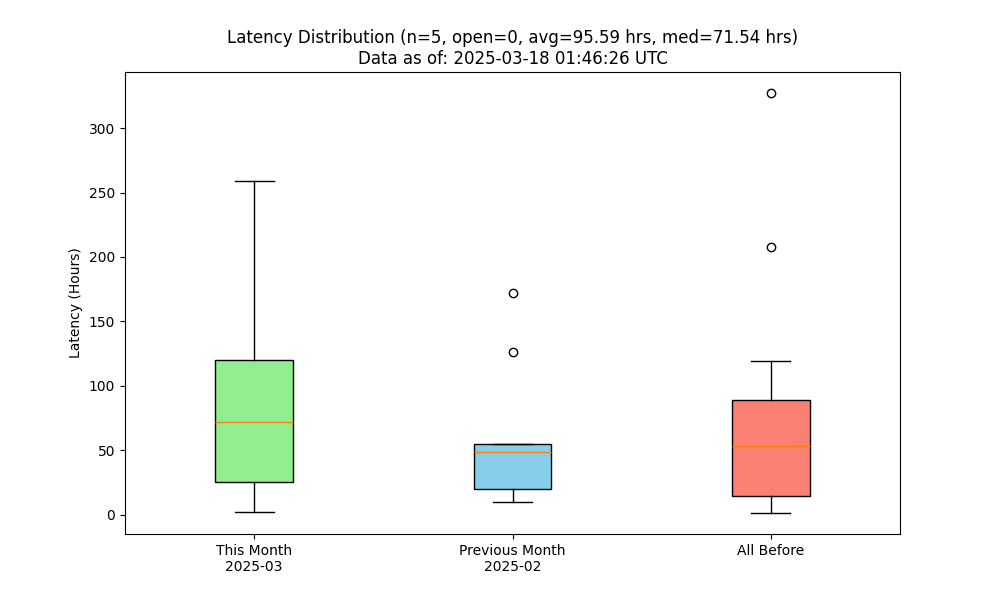 Latency Distribution (n=5, open=0, avg=95.59 hrs, med=71.54 hrs)
Data as of: 2025-03-18 01:46:26 UTC
300
250
200
150
100
50
0
Latency (Hours)
This Month
2025-03
Previous Month
2025-02
All Before